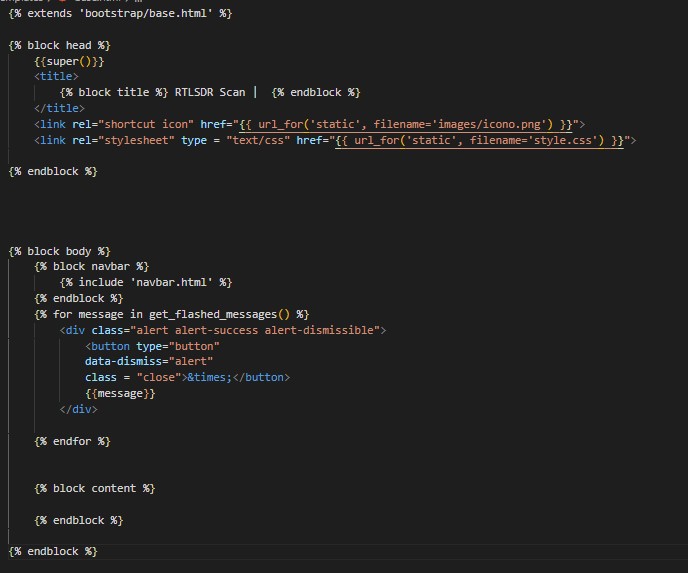 {% extends 'bootstrap/base.html' %}
{% block head %}
{{super()}}
<title>
{% block title %} RTLSDR Scan | {% endblock %}
</title>
<link rel="shortcut icon" href="{{ url_for('static', filename='images/icono.png') }}">
<link rel="stylesheet" type = "text/css" href="{{ url_for('static', filename='style.css') }}">
{% endblock %}
{% block body %}
{% block navbar %}
{% include 'navbar.html' %}
{% endblock %}
{% for message in get_flashed_messages() %}
<div class="alert alert-success alert-dismissible">
<button type="button"
data-dismiss="alert"
class = "close">&times;</button>
{{message}}
</div>
{% endfor %}
{% block content %}
{% endblock %}
{% endblock %}